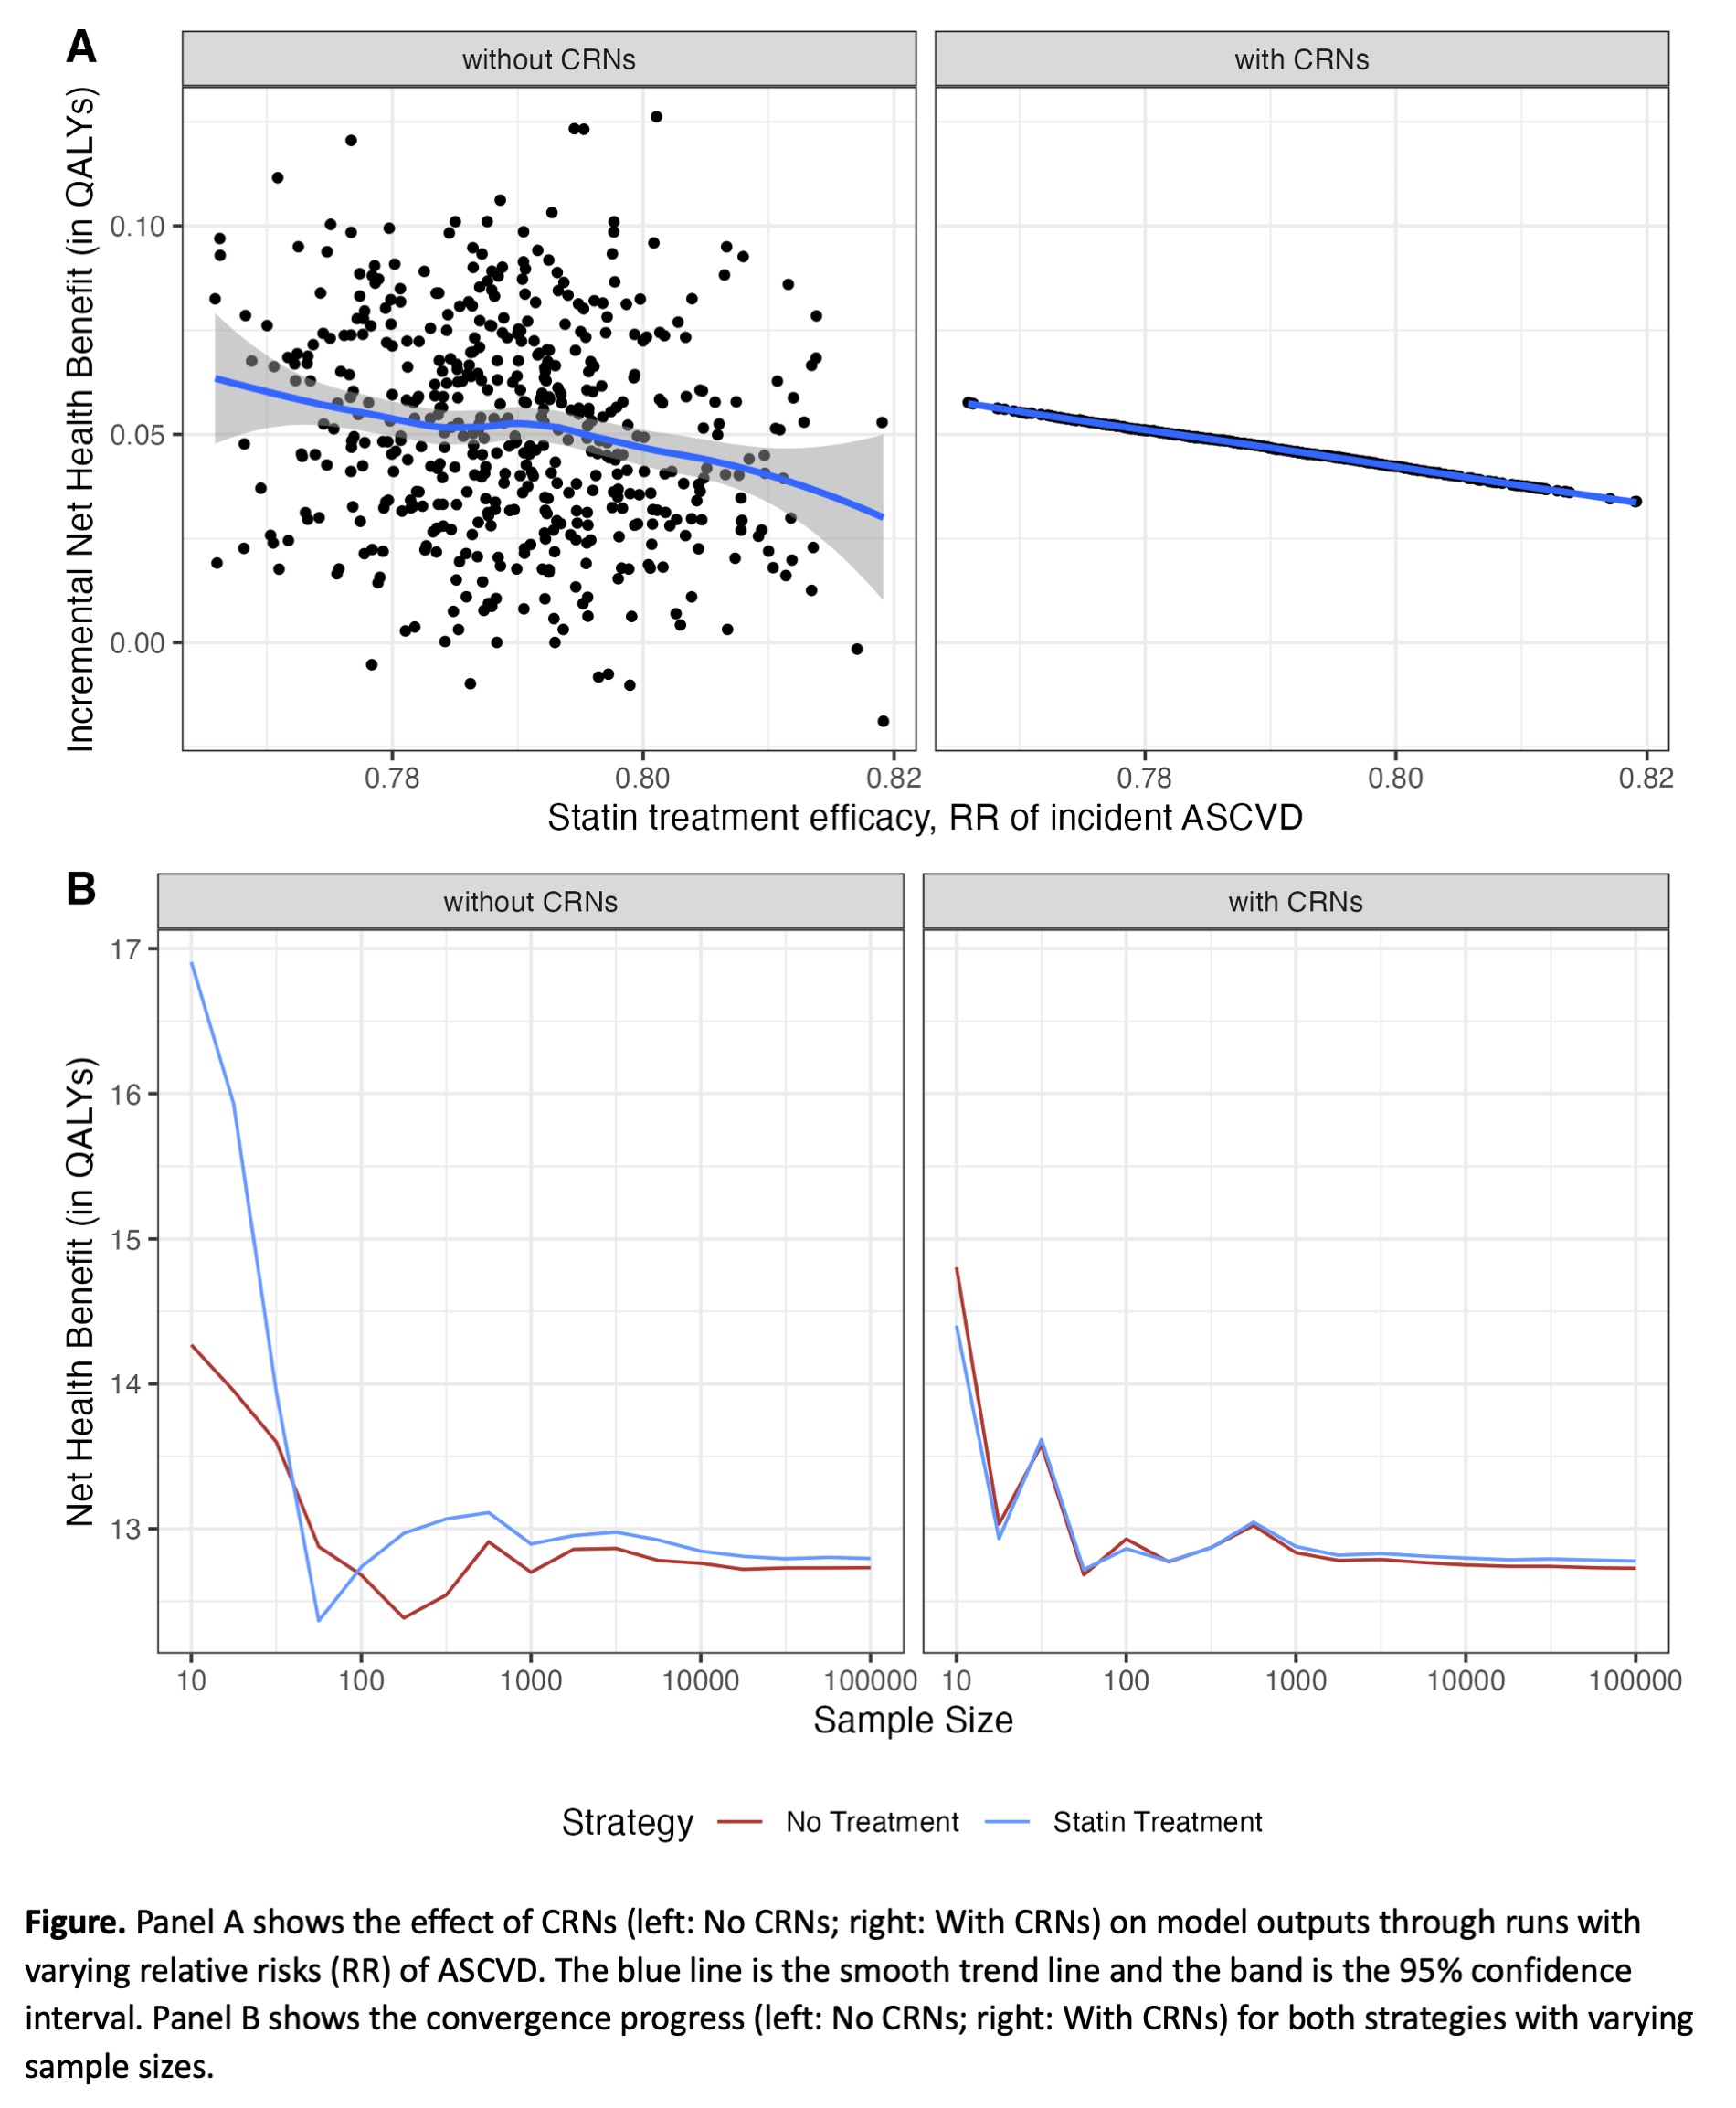 A
without CRNs
with CRNs
Incremental Net Health Benefit (in QALYs)
0.10
0.05
0.00
0.78
0.80
0.82
0.78
0.80
0.82
Statin treatment efficacy, RR of incident ASCVD
B
without CRNs
with CRNs
Net Health Benefit (in QALYs)
17
16
15
14
13
10
100
1000
10000
100000
10
100
1000
10000
100000
Sample Size
Strategy
No Treatment
Statin Treatment
Figure. Panel A shows the effect of CRNs (left: No CRNs; right: With CRNs) on model outputs through runs with
varying relative risks (RR) of ASCVD. The blue line is the smooth trend line and the band is the 95% confidence
interval. Panel B shows the convergence progress (left: No CRNs; right: With CRNs) for both strategies with varying
sample sizes.